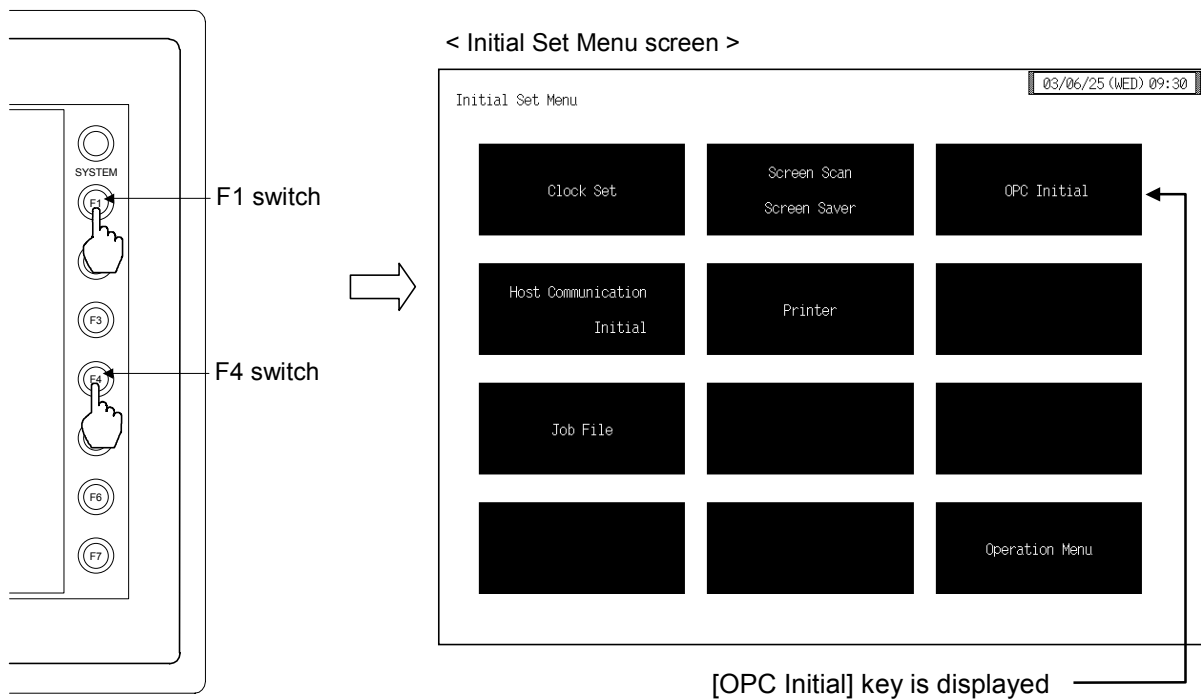 < Initial Set Menu screen >
03/06/25(WED) 09:30
Initial Set Menu
SYSTEM
F1
F1 switch
F3
F4
F4 switch
F6
F7
Clock Set
Screen Scan
Screen Saver
OPC Initial
Host Communication
Initial
Printer
Job File
Operation Menu
[OPC Initial] key is displayed